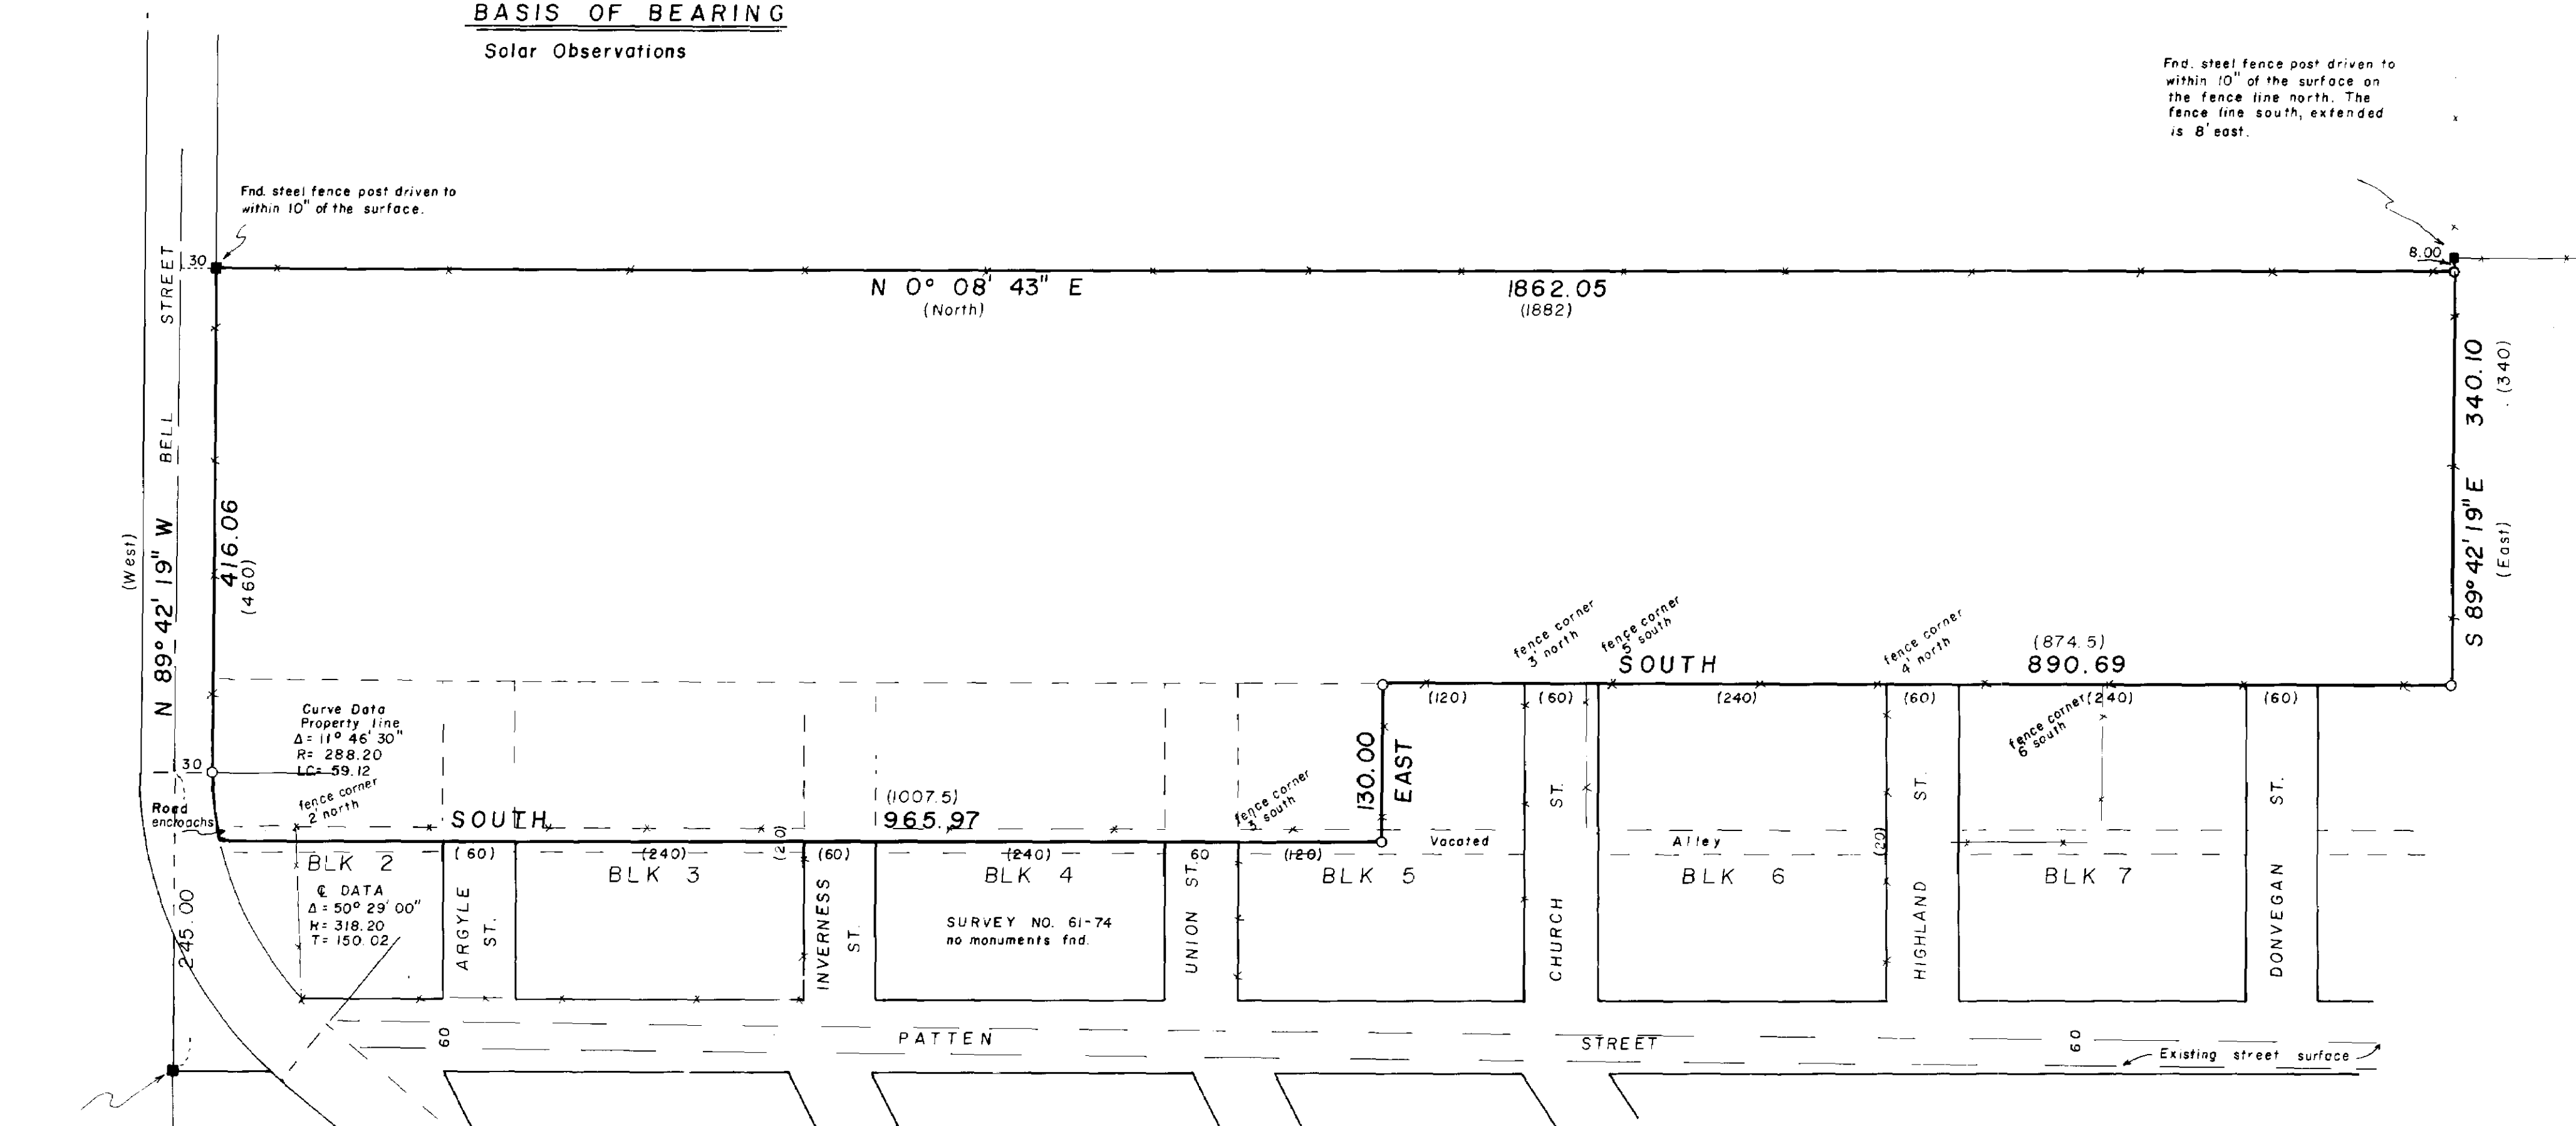 BASIS OF BEARING
Solar Observations
Fnd. steel fence post driven to
within 10" of the surface on
the fence line north. The
fence line south, extended
is 8' east.
Fnd. steel fence post driven to
within 10" of the surface.
30
8.00
N 0° 08' 43" E
(North)
1862.05
(1882)
BELL STREET
N 89° 42' 19" W
(West)
416.06
(460)
S 89° 42' 19" E 340.10
(East)
(340)
fence corner
3' north
fence corner
5' south
fence corner
4' north
SOUTH
(874.5)
890.69
(120)
(60)
(240)
(60)
(240)
(60)
fence corner
6' south
Curve Data
Property line
Δ= 11° 46' 30"
R= 288.20
LC= 59.12
30
Road
encroachs
fence corner
2' north
SOUTH
(1007.5)
965.97
(20)
fence corner
3' south
130.00
EAST
Vacated
Alley
(20)
(60)
(240)
(60)
(240)
60
(120)
BLK 2
BLK 3
BLK 4
BLK 5
BLK 6
BLK 7
℄ DATA
Δ = 50° 29' 00"
R= 318.20
T= 150.02
245.00
ARGYLE
ST.
INVERNESS
ST.
SURVEY NO. 61-74
no monuments fnd.
UNION ST.
CHURCH ST.
HIGHLAND ST.
DONVEGAN ST.
60
PATTEN
STREET
60
Existing street surface